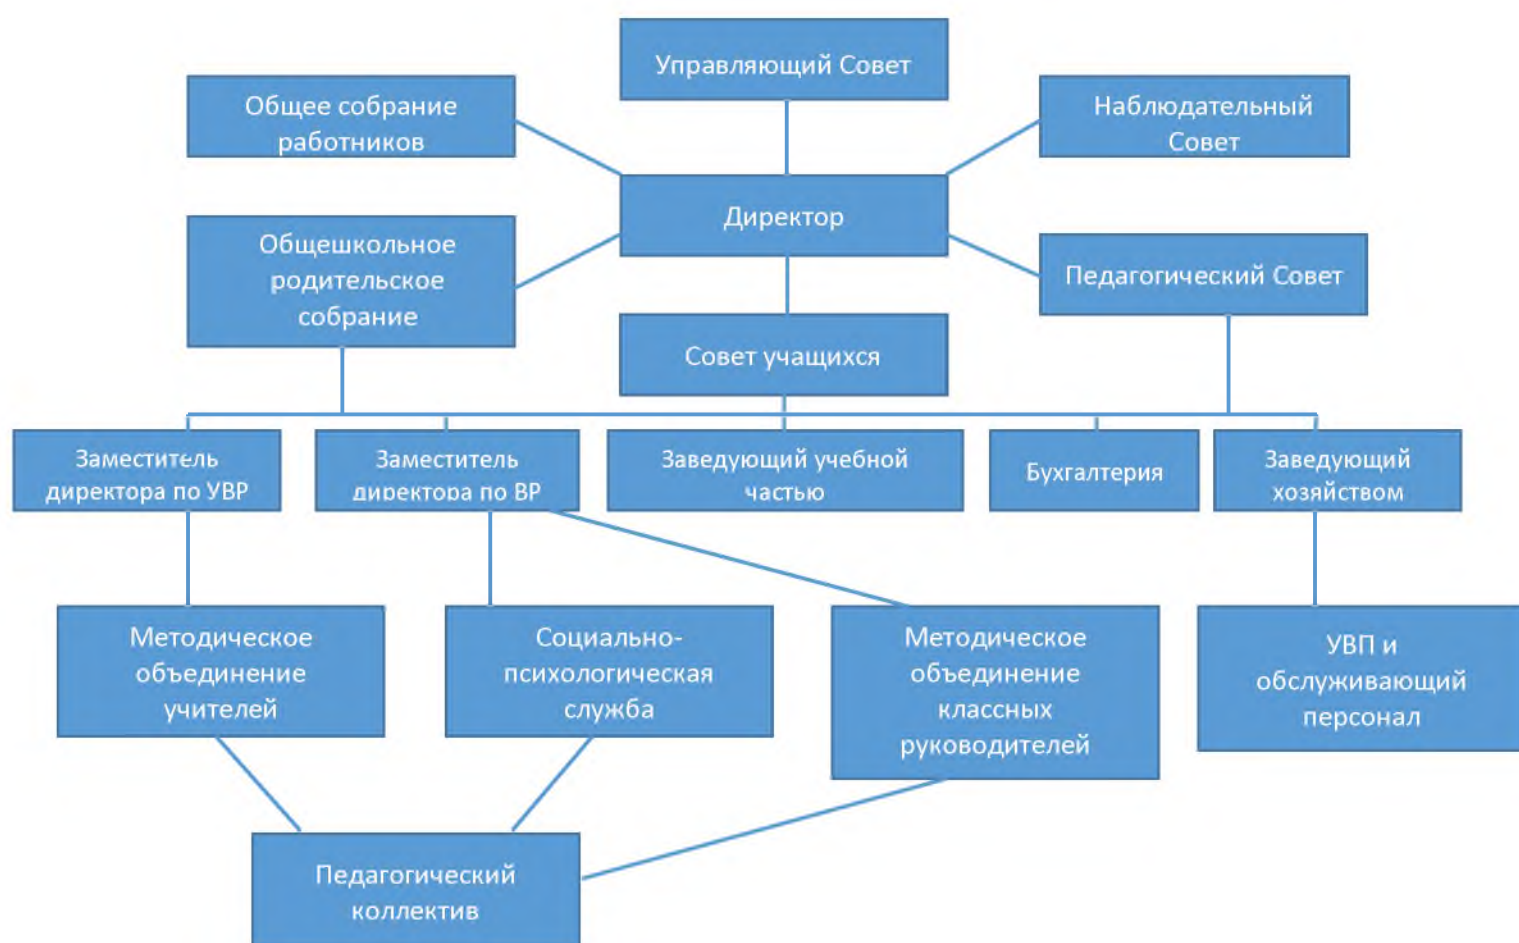 Управляющий Совет
Общее собрание
работников
Наблюдательный
Совет
Директор
Общешкольное
родительское
собрание
Педагогический Совет
Совет учащихся
Заместитель
директора по УВР
Заместитель
директора по ВР
Заведующий учебной
частью
Бухгалтерия
Заведующий
хозяйством
Методическое
объединение
учителей
Социально-
психологическая
служба
Методическое
объединение
классных
руководителей
УВП и
обслуживающий
персонал
Педагогический
коллектив